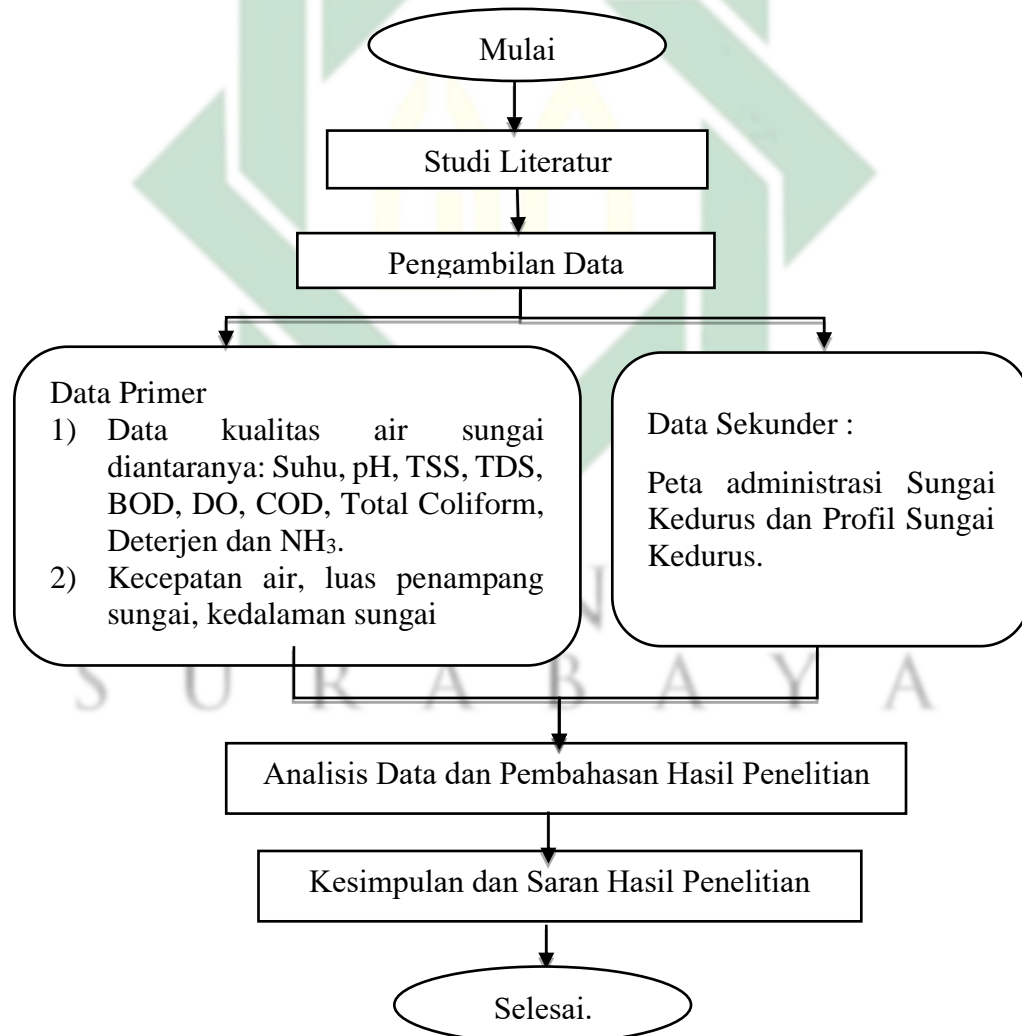 Mulai
Studi Literatur
Pengambilan Data
Data Primer
1) Data kualitas air sungai
diantaranya: Suhu, pH, TSS, TDS,
BOD, DO, COD, Total Coliform,
Deterjen dan NH₃.
2) Kecepatan air, luas penampang
sungai, kedalaman sungai
Data Sekunder :
Peta administrasi Sungai
Kedurus dan Profil Sungai
Kedurus.
N
S U R A B A Y A
Analisis Data dan Pembahasan Hasil Penelitian
Kesimpulan dan Saran Hasil Penelitian
Selesai.